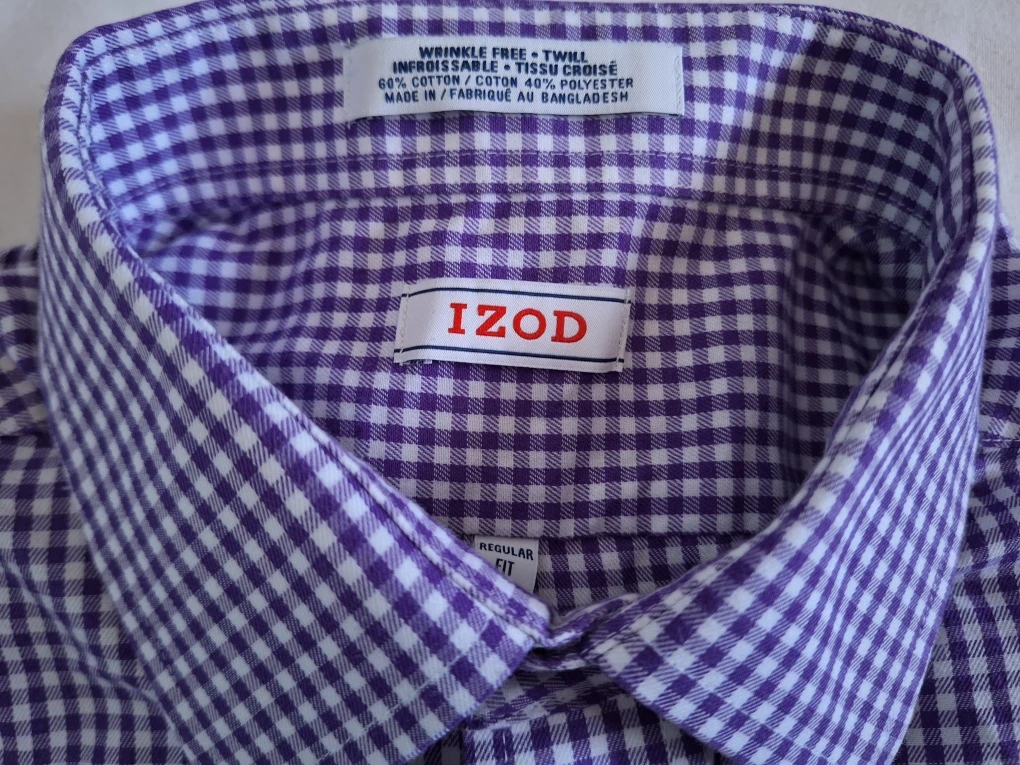 WRINKLE FREE • TWILL
INFROISSABLE • TISSU CROISÉ
60% COTTON / COTON 40% POLYESTER
MADE IN / FABRIQUÉ AU BANGLADESH
IZOD
REGULAR
FIT